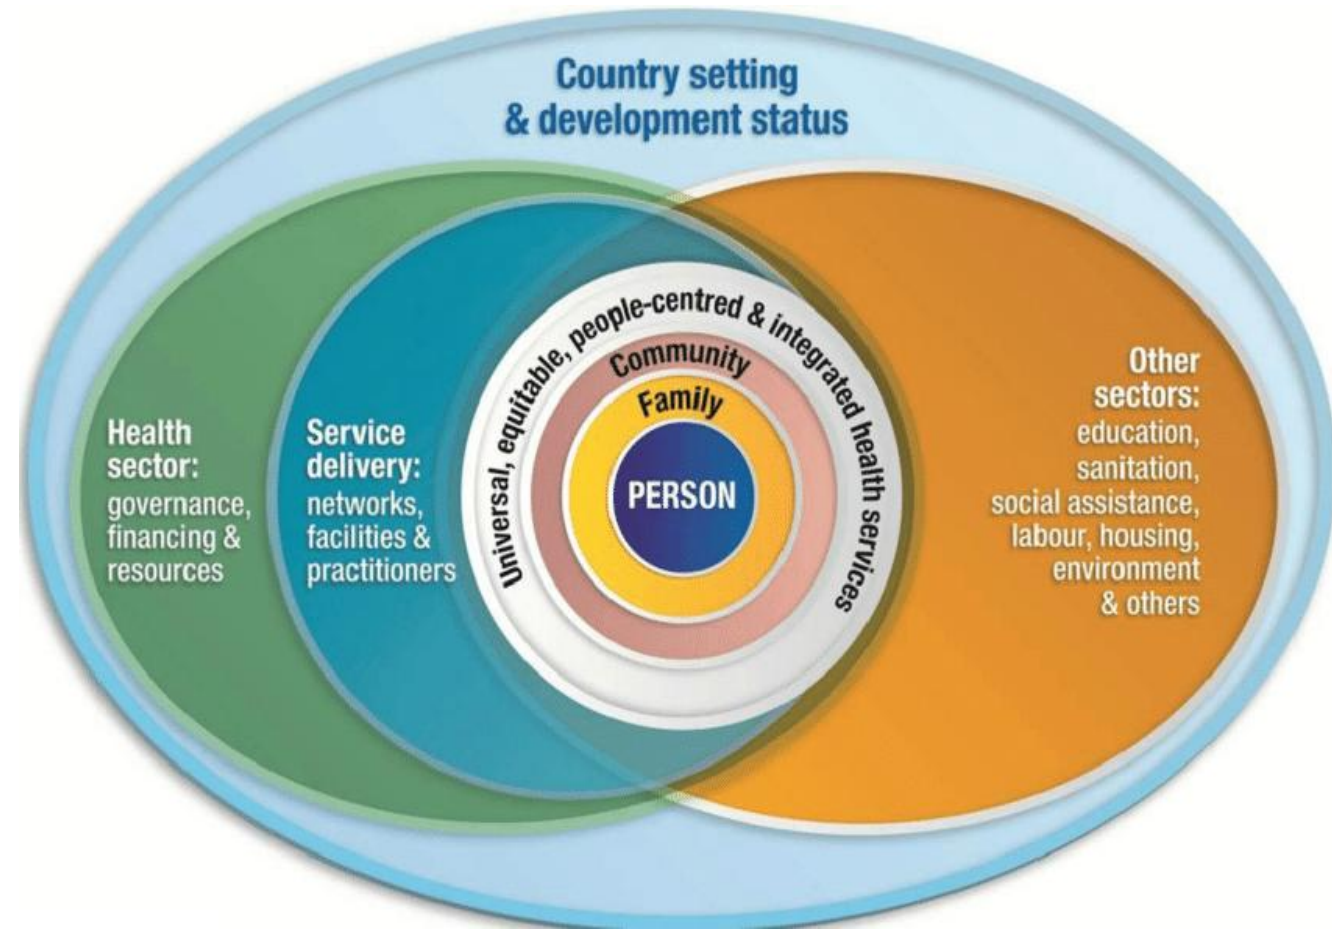 Country setting
& development status
Universal, equitable, people-centred & integrated health services
Community
Family
PERSON
Health
sector:
governance,
financing &
resources
Service
delivery:
networks,
facilities &
practitioners
Other
sectors:
education,
sanitation,
social assistance,
labour, housing,
environment
& others